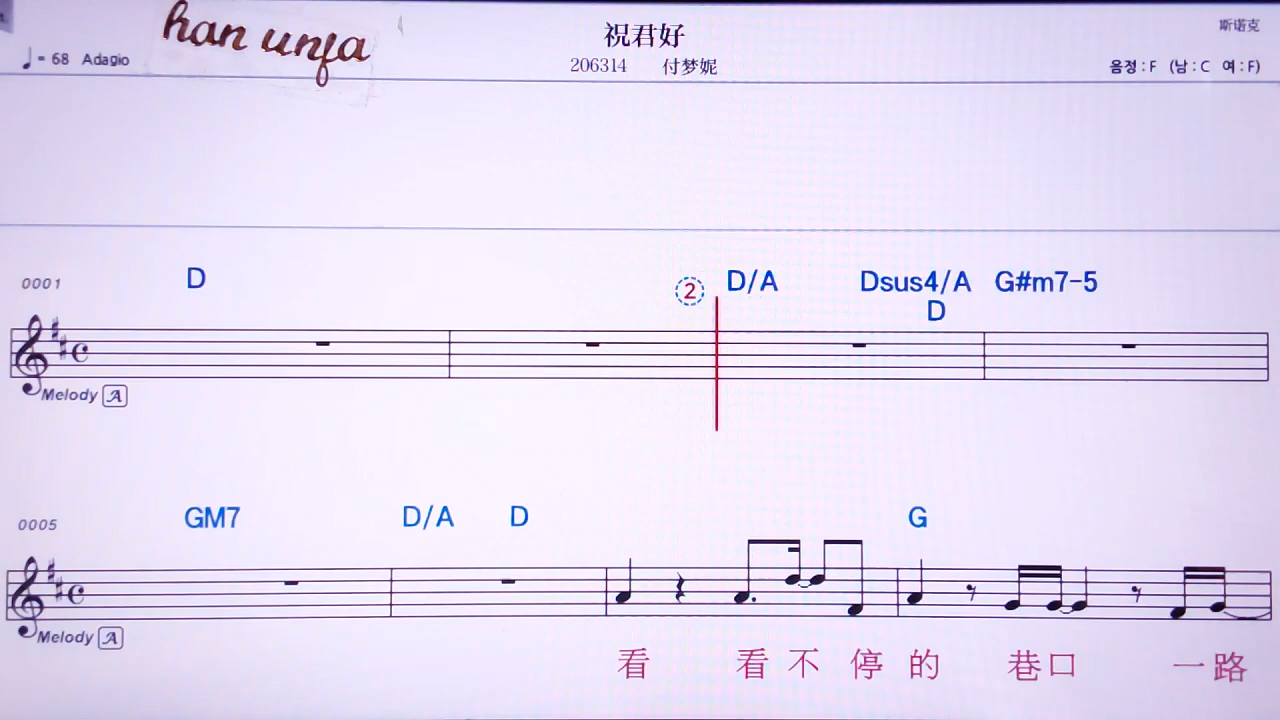 han unja
祝君好
斯诺克
♩= 68 Adagio
206314 付梦妮
음정 : F (남 : C 여 : F)
0001 D ② D/A Dsus4/A G#m7-5
D
Melody A
0005 GM7 D/A D G
Melody A
看 看 不 停 的 巷口 一路